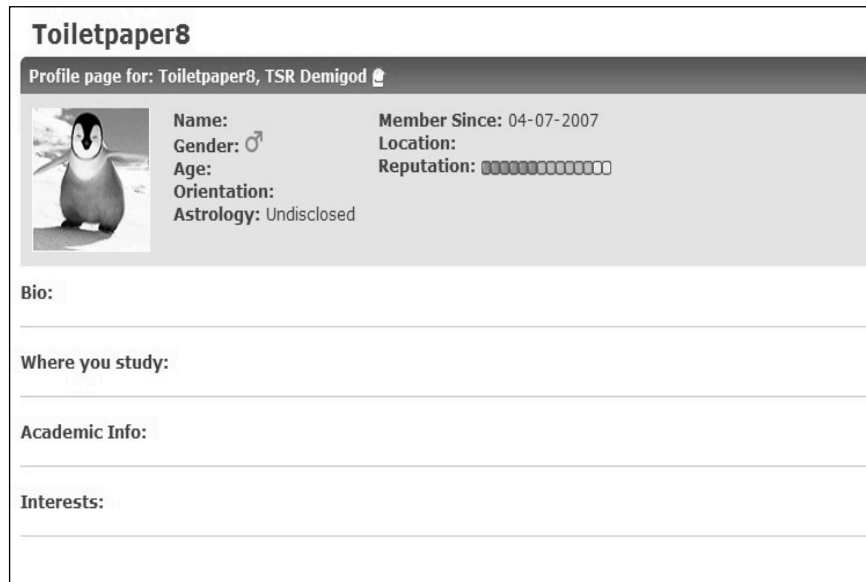 Toiletpaper8
Profile page for: Toiletpaper8, TSR Demigod
Name:
Gender: ♂
Age:
Orientation:
Astrology: Undisclosed
Member Since: 04-07-2007
Location:
Reputation:
Bio:
Where you study:
Academic Info:
Interests: